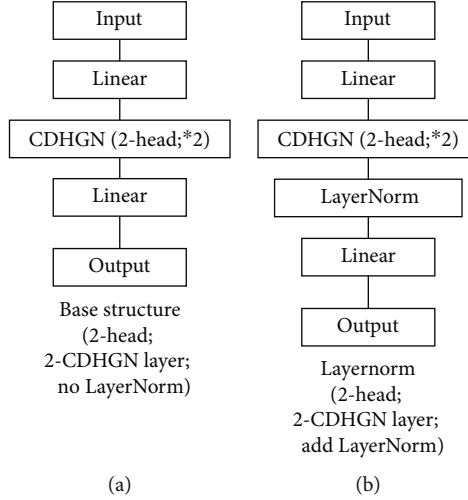 Input
Linear
CDHGN (2-head;*2)
Linear
Output
Base structure
(2-head;
2-CDHGN layer;
no LayerNorm)
(a)
Input
Linear
CDHGN (2-head;*2)
LayerNorm
Linear
Output
Layernorm
(2-head;
2-CDHGN layer;
add LayerNorm)
(b)